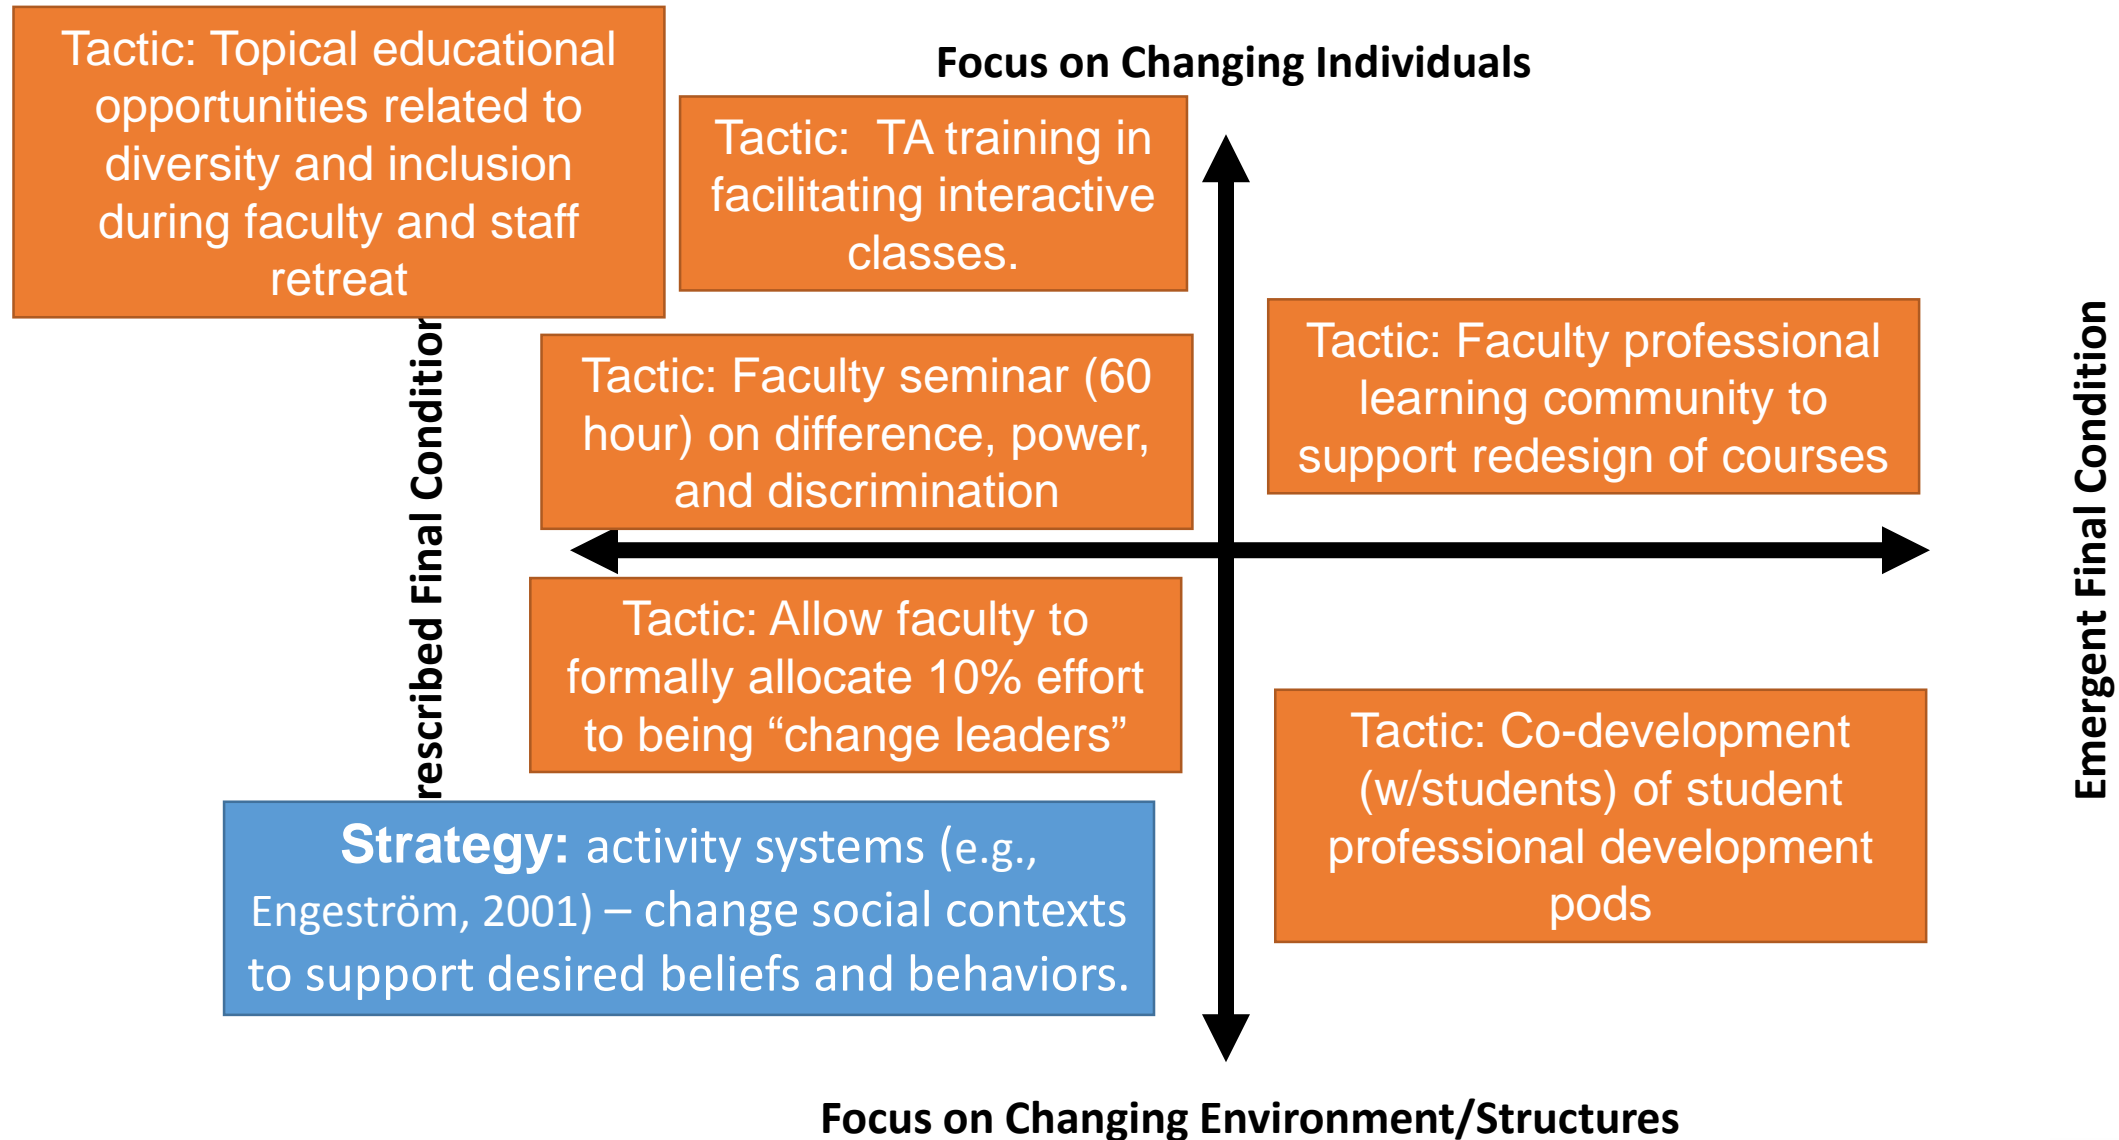 Tactic: Topical educational
opportunities related to
diversity and inclusion
during faculty and staff
retreat
Focus on Changing Individuals
Tactic: TA training in
facilitating interactive
classes.
rescribed Final Condition
Tactic: Faculty seminar (60
hour) on difference, power,
and discrimination
Tactic: Faculty professional
learning community to
support redesign of courses
Emergent Final Condition
Tactic: Allow faculty to
formally allocate 10% effort
to being “change leaders”
Tactic: Co-development
(w/students) of student
professional development
pods
Strategy: activity systems (e.g.,
Engeström, 2001) – change social contexts
to support desired beliefs and behaviors.
Focus on Changing Environment/Structures